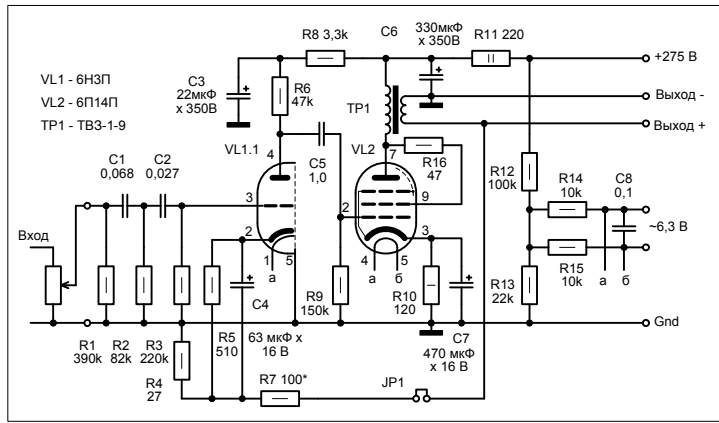 R8 3,3k
C6
330мкФ
х 350В
R11 220
+275 В
VL1 - 6Н3П
VL2 - 6П14П
ТР1 - ТВЗ-1-9
C3
22мкФ
х 350В
R6
47k
ТР1
Выход -
Выход +
4
VL1.1
C5
1,0
VL2
7
R16
47
C1
0,068
C2
0,027
R12
100k
R14
10k
C8
0,1
3
2
9
~6,3 В
Вход
2
3
1
5
а
4
5
а
б
R15
10k
а
б
C4
R9
150k
R10
120
R13
22k
Gnd
R1
390k
R2
82k
R3
220k
R4
27
R5
510
63 мкФ х
16 В
C7
470 мкФ
х 16 В
R7 100*
JP1